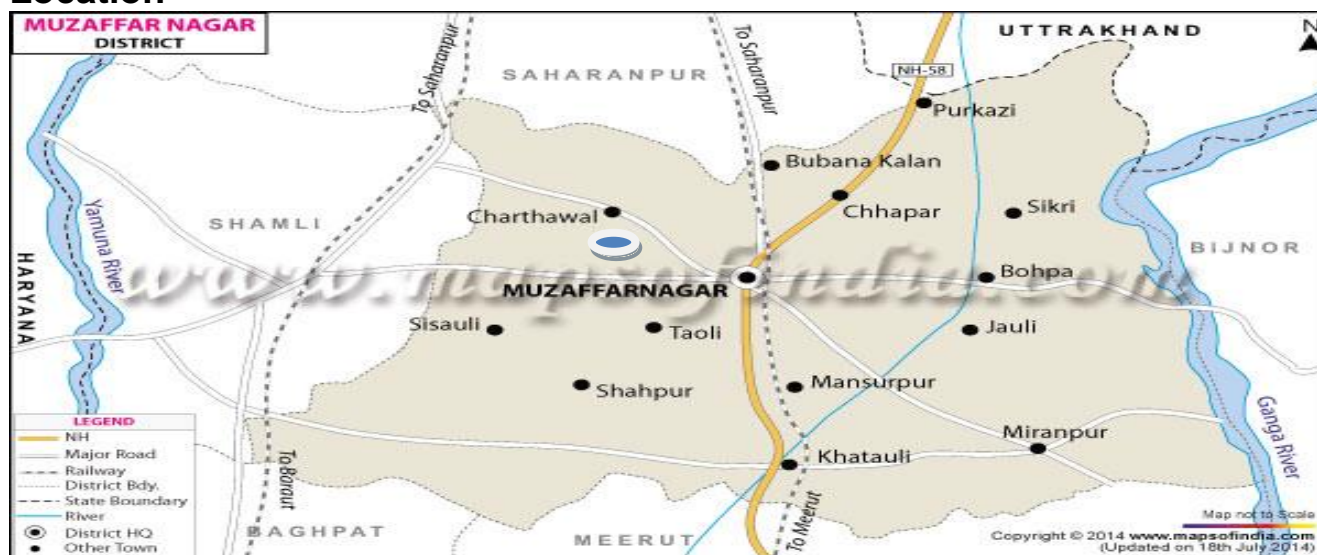 Location
MUZAFFAR NAGAR
DISTRICT
N
UTTRAKHAND
To Saharanpur
To Saharanpur
SAHARANPUR
NH-58
Purkazi
Bubana Kalan
Chhapar
Sikri
Charthawal
SHAMLI
Yamuna River
HARYANA
BIJNOR
www.mapsofindia.com
Bohpa
MUZAFFARNAGAR
Sisauli
Taoli
Jauli
Shahpur
Mansurpur
Ganga River
Miranpur
Khatauli
To Baraut
To Meerut
BAGHPAT
MEERUT
LEGEND
NH
Major Road
Railway
District Bdy.
State Boundary
River
District HQ
Other Town
Map not to Scale
Copyright © 2014 www.mapsofindia.com
(Updated on 18th July 2014)